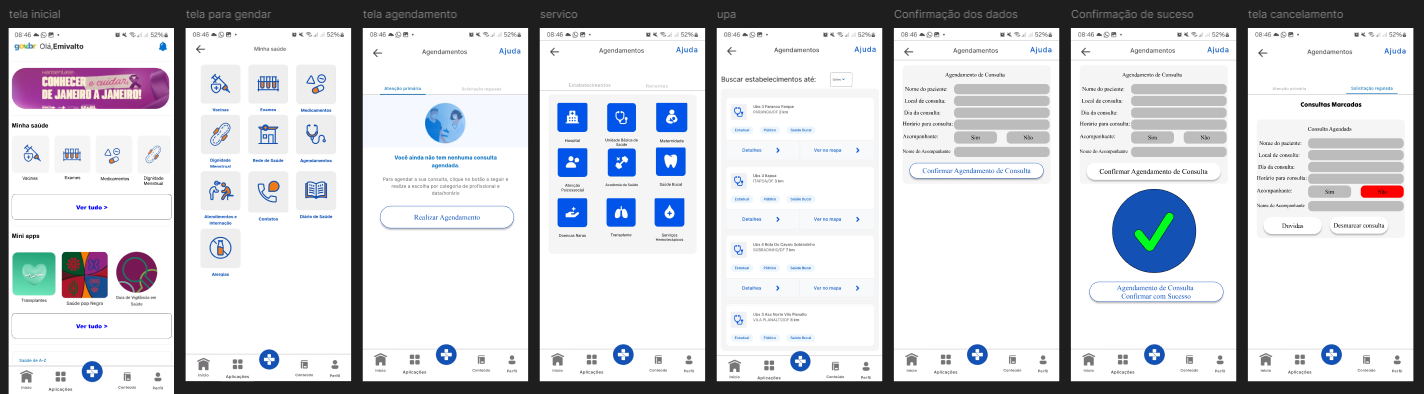 tela inicial
08:46
52%
gov.br Olá, Emivalto
CONHECER e cuidar
DE JANEIRO A JANEIRO!
Minha saúde
Vacinas
Exames
Medicamentos
Dignidade
Menstrual
Ver tudo >
Mini apps
Transplantes
Saúde pop Negra
Guia de Vigilância em
Saúde
Ver tudo >
Saúde de A-Z
Início
Aplicações
Conteúdo
Perfil
tela para gendar
08:46
52%
Minha saúde
Vacinas
Exames
Medicamentos
Dignidade
Menstrual
Rede de Saúde
Agendamentos
Atendimentos e
Internação
Contatos
Diário de Saúde
Alergias
Início
Aplicações
Conteúdo
Perfil
tela agendamento
08:46
52%
Agendamentos
Ajuda
Atenção primária
Solicitação regulada
Você ainda não tem nenhuma consulta
agendada.
Para agendar a sua consulta, clique no botão a seguir e
realize a escolha por categoria de profissional e
data/horário
Realizar Agendamento
Início
Aplicações
Conteúdo
Perfil
servico
08:46
52%
Agendamentos
Ajuda
Estabelecimentos
Recentes
Hospital
Unidade Básica de
Saúde
Maternidade
Atenção
Psicossocial
Academia da Saúde
Saúde Bucal
Doencas Raras
Transplante
Serviços
Hemoterápicos
Início
Aplicações
Conteúdo
Perfil
upa
08:46
52%
Agendamentos
Ajuda
Buscar estabelecimentos até:
Ubs 3 Paranoa Parque
Estadual
Público
Saúde Bucal
Detalhes
Ver no mapa
Ubs 3 Itapoa
ITAPOA/DF 3 km
Estadual
Público
Saúde Bucal
Detalhes
Ver no mapa
SOBRADINHO/DF 7 km
Estadual
Público
Saúde Bucal
Detalhes
Ver no mapa
Ubs 3 Asa Norte Vila Planalto
Estadual
Público
Saúde Bucal
Início
Aplicações
Conteúdo
Perfil
Confirmação dos dados
08:46
52%
Agendamentos
Ajuda
Agendamento de Consulta
Nome do paciente:
Local de consulta:
Dia da consulta:
Horário para consulta:
Acompanhante:
Sim
Não
Nome do Acompanhante
Confirmar Agendamento de Consulta
Início
Aplicações
Conteúdo
Perfil
Confirmação de suceso
08:46
52%
Agendamentos
Ajuda
Agendamento de Consulta
Nome do paciente:
Local de consulta:
Dia da consulta:
Horário para consulta:
Acompanhante:
Sim
Não
Nome do Acompanhante
Confirmar Agendamento de Consulta
Agendamento de Consulta
Confirmar com Sucesso
Início
Aplicações
Conteúdo
Perfil
tela cancelamento
08:46
52%
Agendamentos
Ajuda
Atenção primária
Solicitação regulada
Consultas Marcadas
Consulta Agendads
Nome do paciente:
Local de consulta:
Dia da consulta:
Horário para consulta:
Acompanhante:
Sim
Não
Nome do Acompanhante
Duvidas
Desmarcar consulta
Início
Aplicações
Conteúdo
Perfil